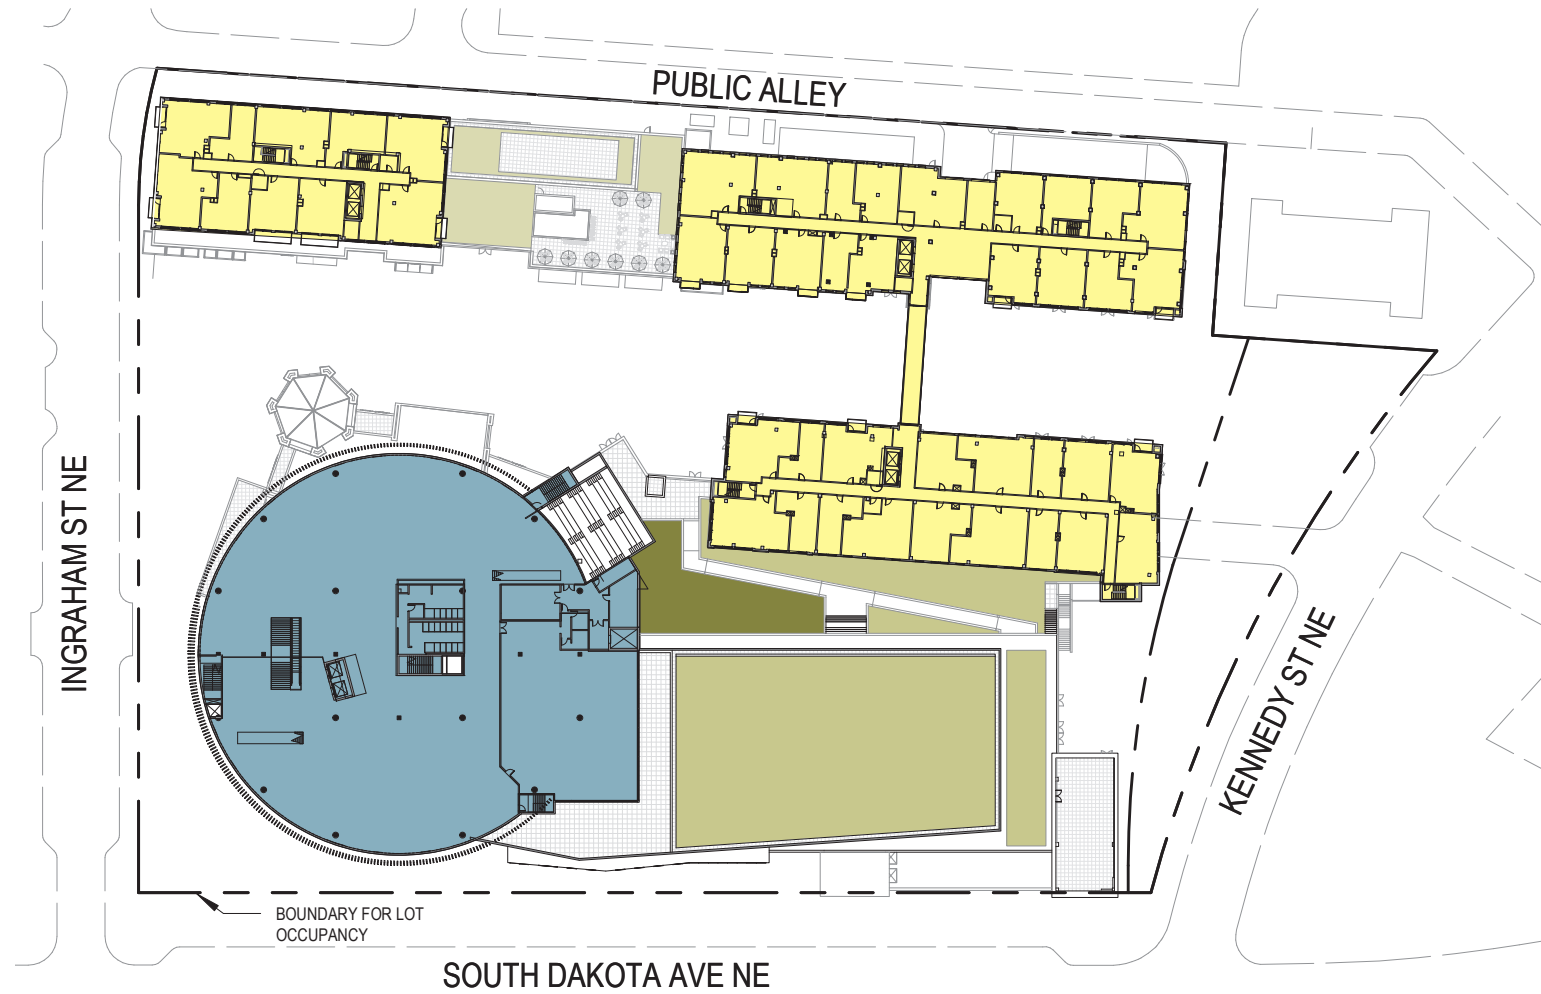 PUBLIC ALLEY
INGRAHAM ST NE
KENNEDY ST NE
BOUNDARY FOR LOT
OCCUPANCY
SOUTH DAKOTA AVE NE